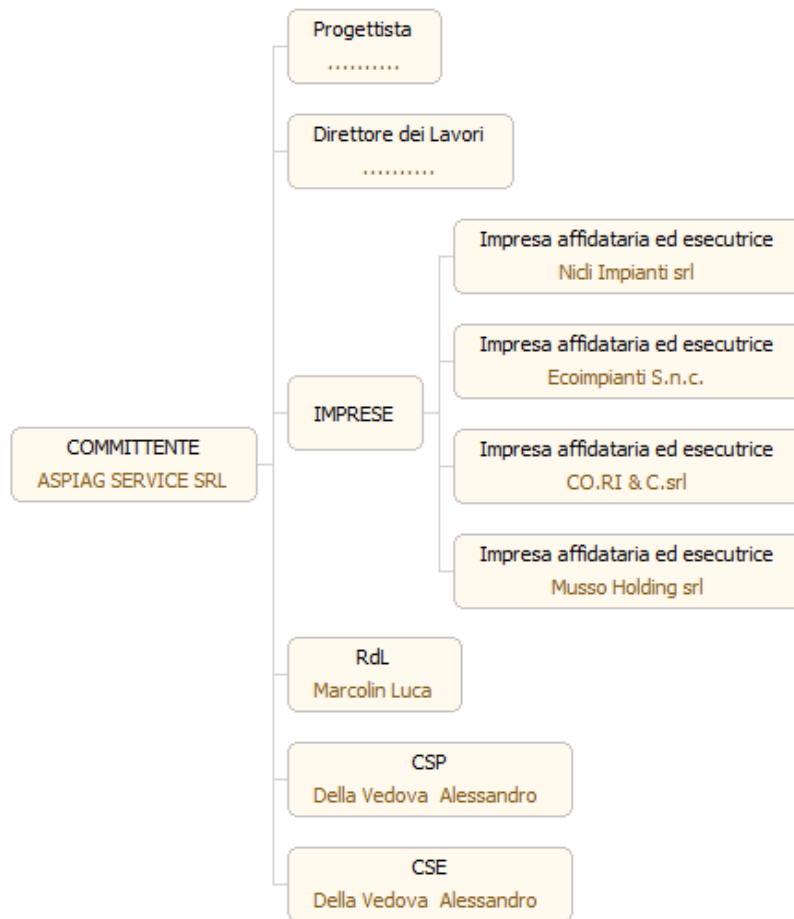 Progettista
..........
Direttore dei Lavori
..........
Impresa affidataria ed esecutrice
Nicli Impianti srl
Impresa affidataria ed esecutrice
Ecoimpianti S.n.c.
IMPRESE
COMMITTENTE
ASPIAG SERVICE SRL
Impresa affidataria ed esecutrice
CO.RI & C.srl
Impresa affidataria ed esecutrice
Musso Holding srl
RdL
Marcolin Luca
CSP
Della Vedova  Alessandro
CSE
Della Vedova  Alessandro